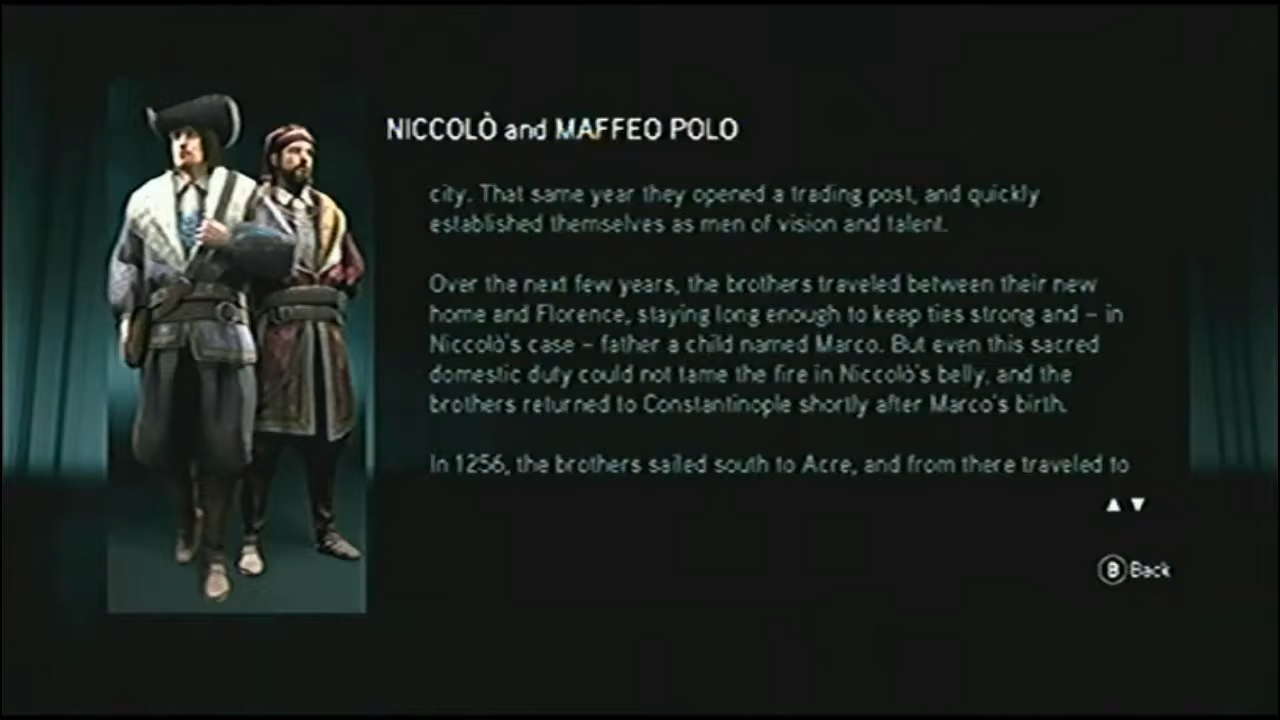 NICCOLÒ and MAFFEO POLO
city. That same year they opened a trading post, and quickly
established themselves as men of vision and talent.
Over the next few years, the brothers traveled between their new
home and Florence, staying long enough to keep ties strong and – in
Niccolò's case – father a child named Marco. But even this sacred
domestic duty could not tame the fire in Niccolò's belly, and the
brothers returned to Constantinople shortly after Marco's birth.
In 1256, the brothers sailed south to Acre, and from there traveled to
B Back